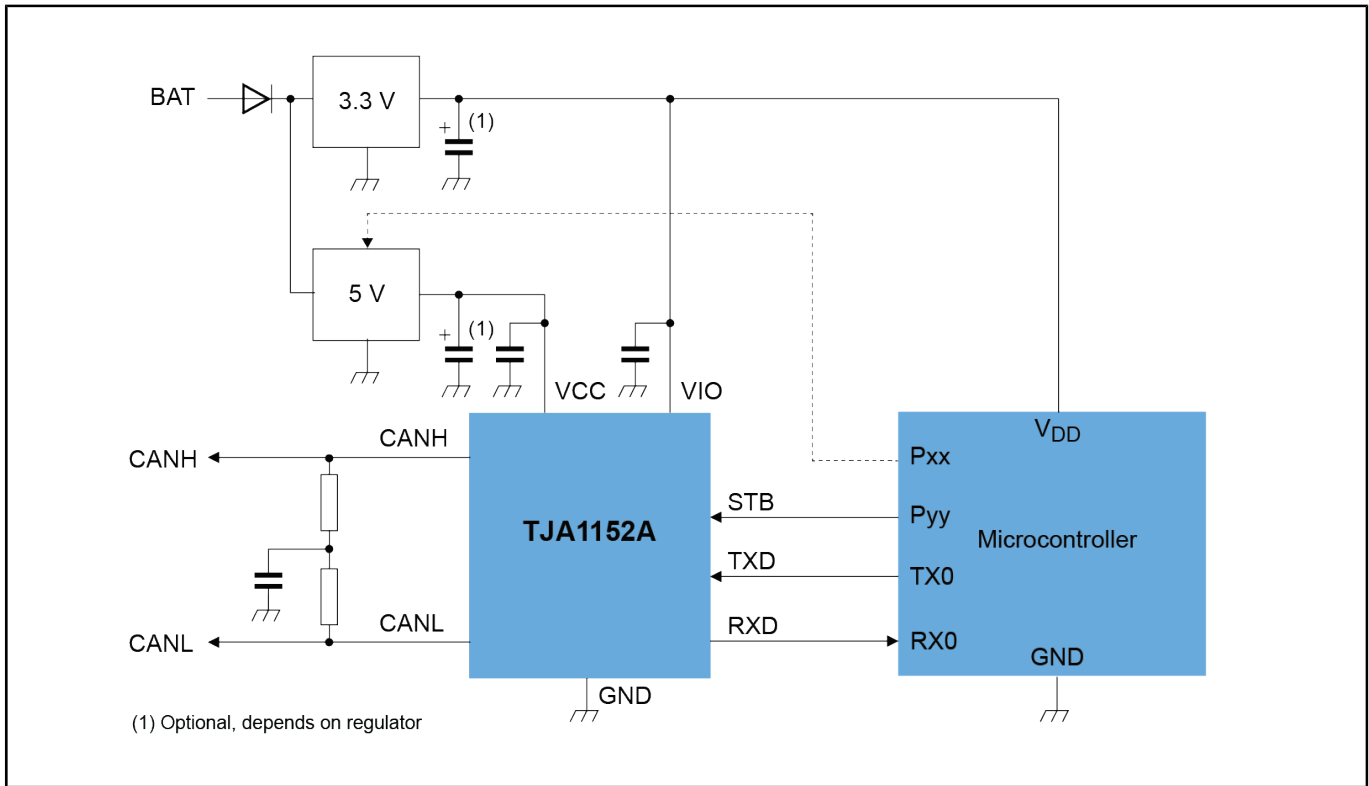 BAT
3.3 V
+ (1)
5 V
+ (1)
VCC
VIO
CANH
CANH
CANL
CANL
TJA1152A
GND
STB
TXD
RXD
VDD
Pxx
Pyy
Microcontroller
TX0
RX0
GND
(1) Optional, depends on regulator